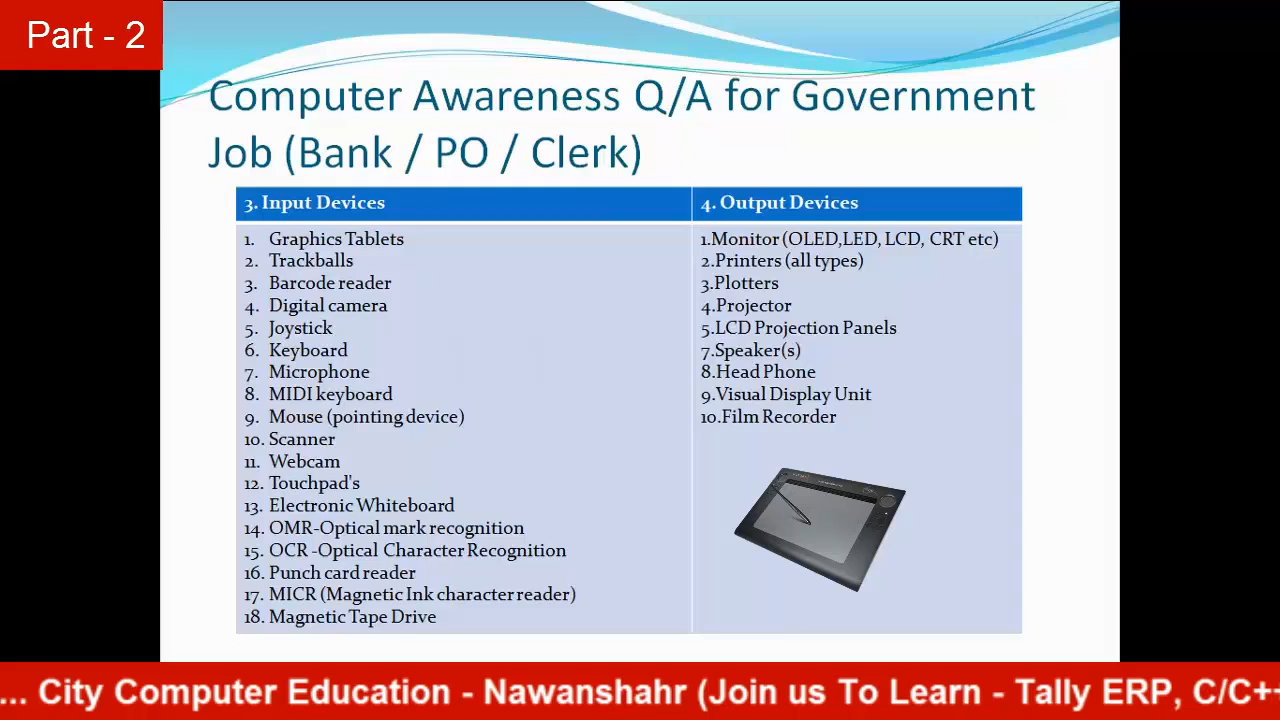 Part - 2
Computer Awareness Q/A for Government
Job (Bank / PO / Clerk)
3. Input Devices
1. Graphics Tablets
2. Trackballs
3. Barcode reader
4. Digital camera
5. Joystick
6. Keyboard
7. Microphone
8. MIDI keyboard
9. Mouse (pointing device)
10. Scanner
11. Webcam
12. Touchpad's
13. Electronic Whiteboard
14. OMR-Optical mark recognition
15. OCR -Optical Character Recognition
16. Punch card reader
17. MICR (Magnetic Ink character reader)
18. Magnetic Tape Drive
4. Output Devices
1.Monitor (OLED,LED, LCD, CRT etc)
2.Printers (all types)
3.Plotters
4.Projector
5.LCD Projection Panels
7.Speaker(s)
8.Head Phone
9.Visual Display Unit
10.Film Recorder
... City Computer Education - Nawanshahr (Join us To Learn - Tally ERP, C/C++